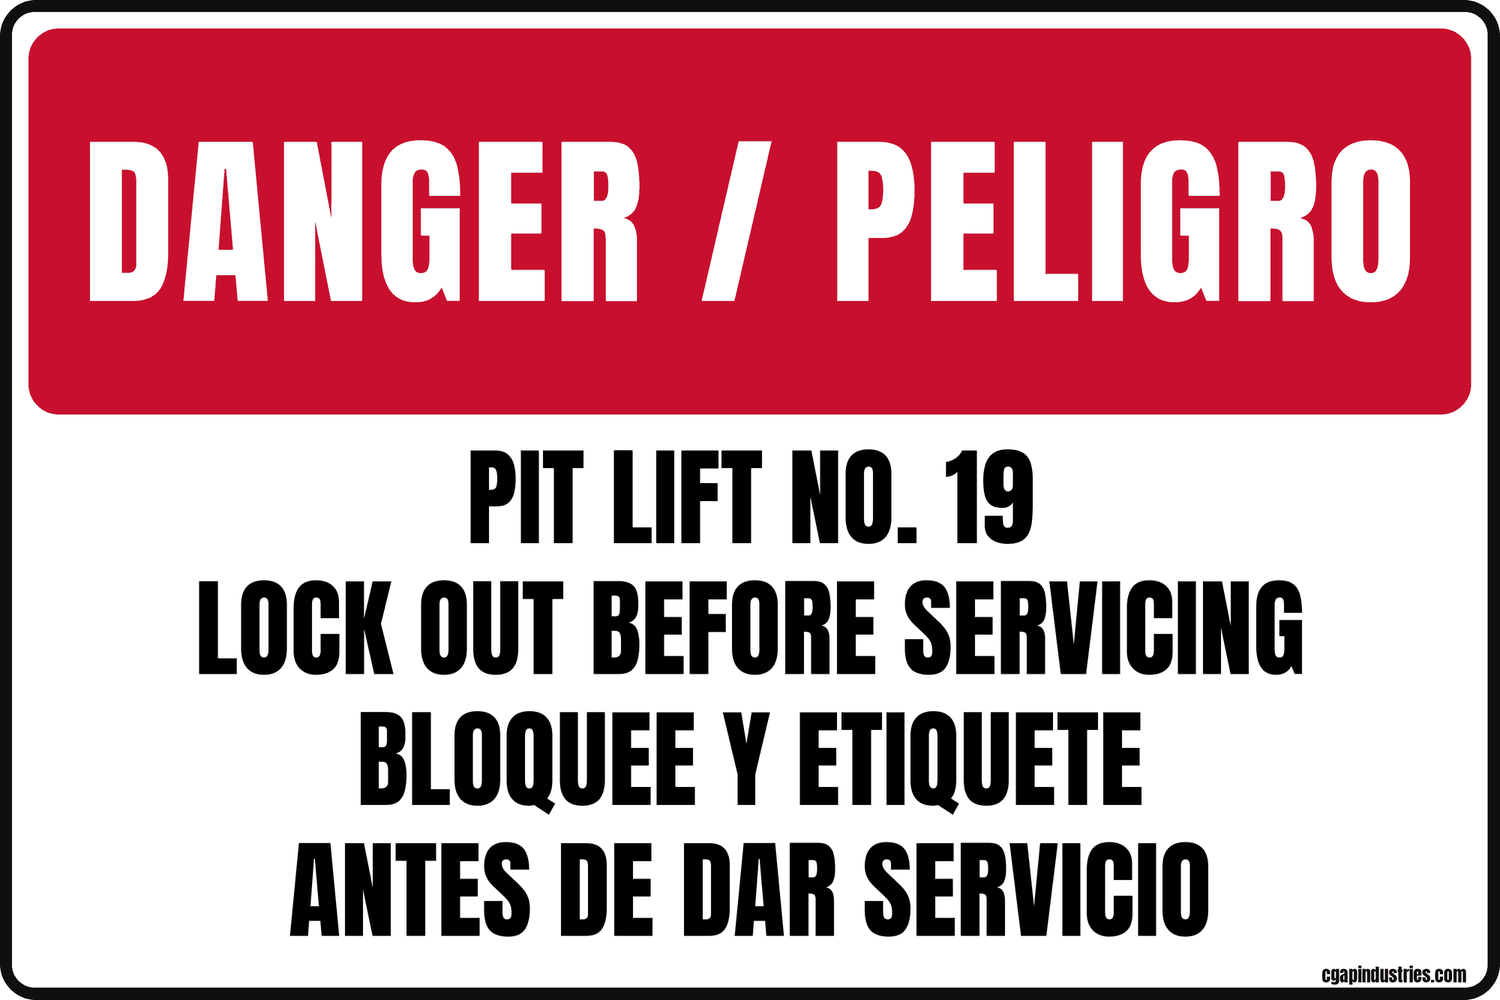 DANGER / PELIGRO
PIT LIFT NO. 19
LOCK OUT BEFORE SERVICING
BLOQUEE Y ETIQUETE
ANTES DE DAR SERVICIO
cgapindustries.com